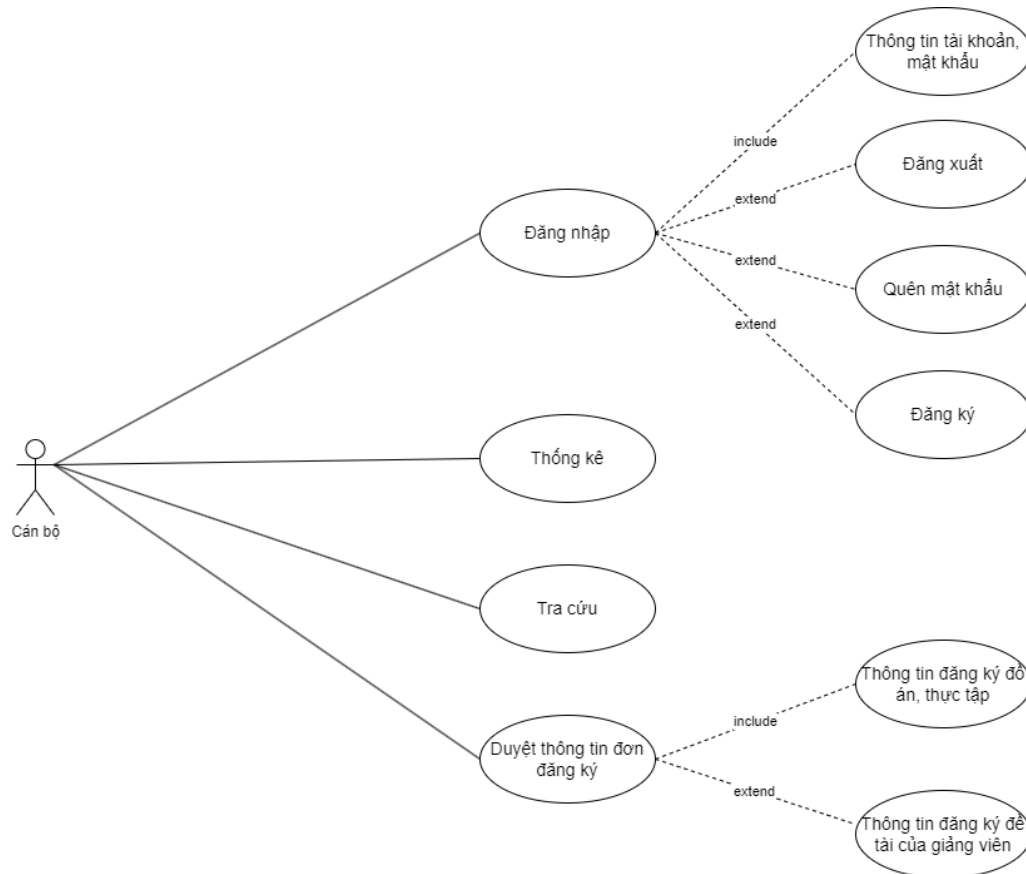 Thông tin tài khoản,
mật khẩu
include
Đăng xuất
extend
Đăng nhập
extend
Quên mật khẩu
extend
Đăng ký
Thống kê
Cán bộ
Tra cứu
Thông tin đăng ký đồ
án, thực tập
include
Duyệt thông tin đơn
đăng ký
extend
Thông tin đăng ký đề
tài của giảng viên